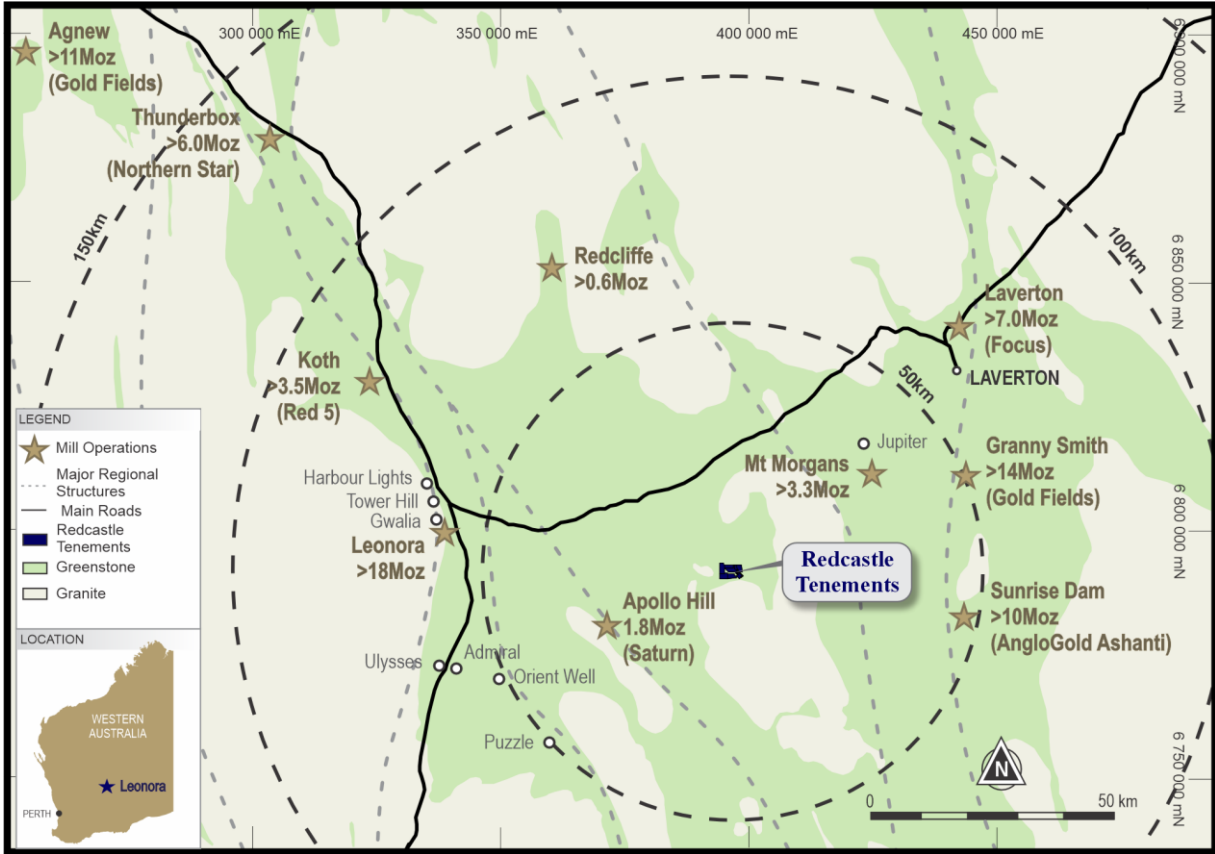 300 000 mE
350 000 mE
400 000 mE
450 000 mE
6 900 000 mN
Agnew
>11Moz
(Gold Fields)
Thunderbox
>6.0Moz
(Northern Star)
150km
100km
6 850 000 mN
Redcliffe
>0.6Moz
Laverton
>7.0Moz
(Focus)
LAVERTON
Koth
>3.5Moz
(Red 5)
50km
Jupiter
Mt Morgans
>3.3Moz
Granny Smith
>14Moz
(Gold Fields)
Harbour Lights
Tower Hill
Gwalia
Leonora
>18Moz
6 800 000 mN
Redcastle
Tenements
Apollo Hill
1.8Moz
(Saturn)
Sunrise Dam
>10Moz
(AngloGold Ashanti)
Ulysses
Admiral
Orient Well
Puzzle
6 750 000 mN
N
0
50 km
LEGEND
Mill Operations
Major Regional
Structures
Main Roads
Redcastle
Tenements
Greenstone
Granite
LOCATION
WESTERN
AUSTRALIA
Leonora
PERTH